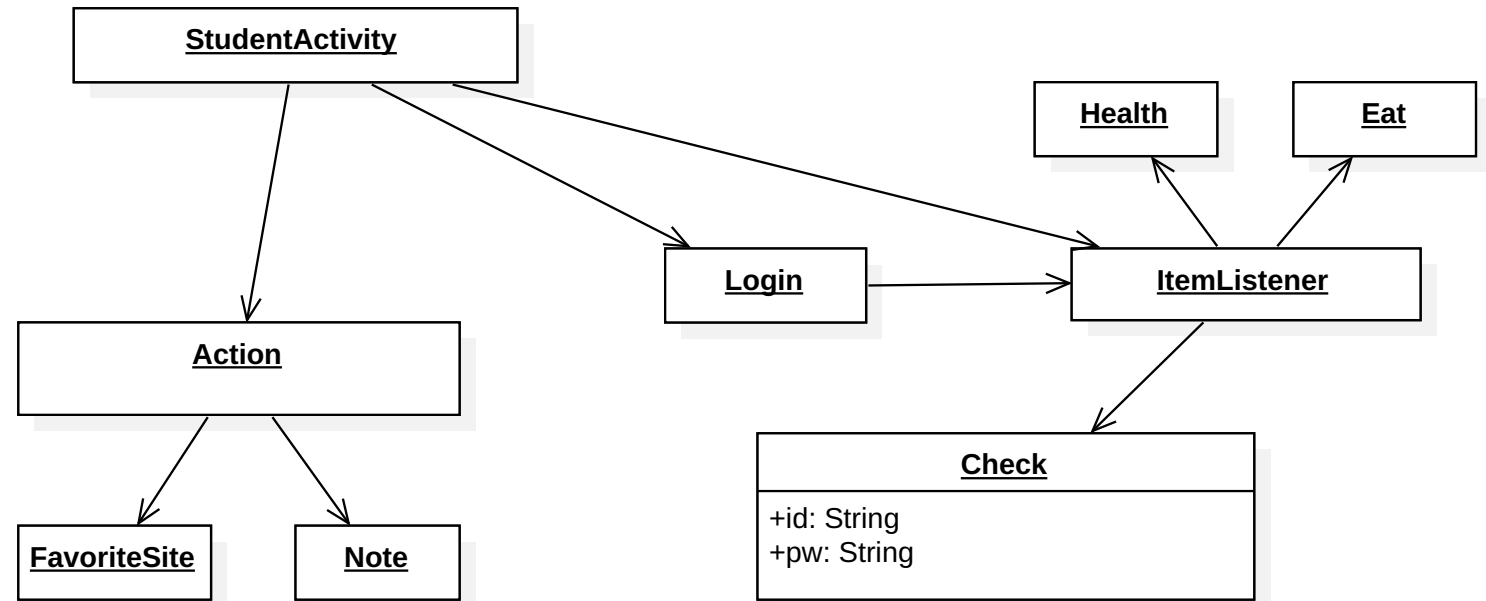 StudentActivity
Health
Eat
Login
ItemListener
Action
Check
+id: String
+pw: String
FavoriteSite
Note